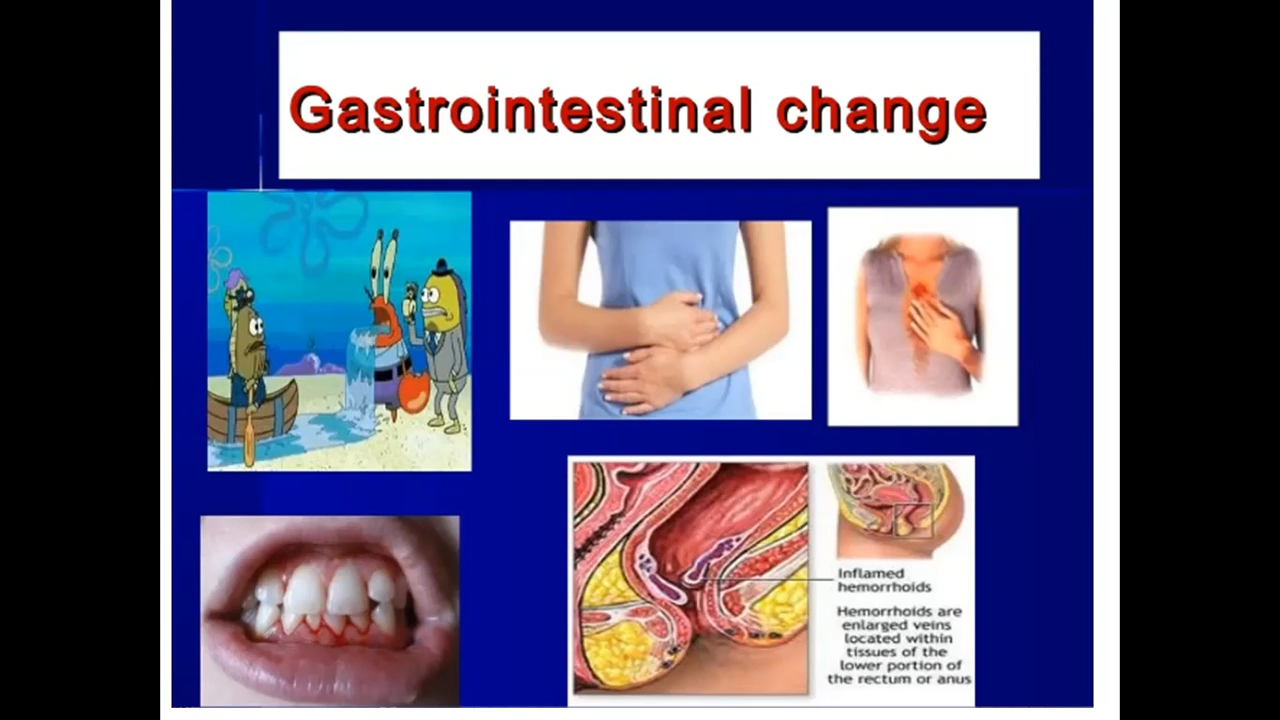 Gastrointestinal change
Inflamed
hemorrhoids
Hemorrhoids are
enlarged veins
located within
tissues of the
lower portion of
the rectum or anus